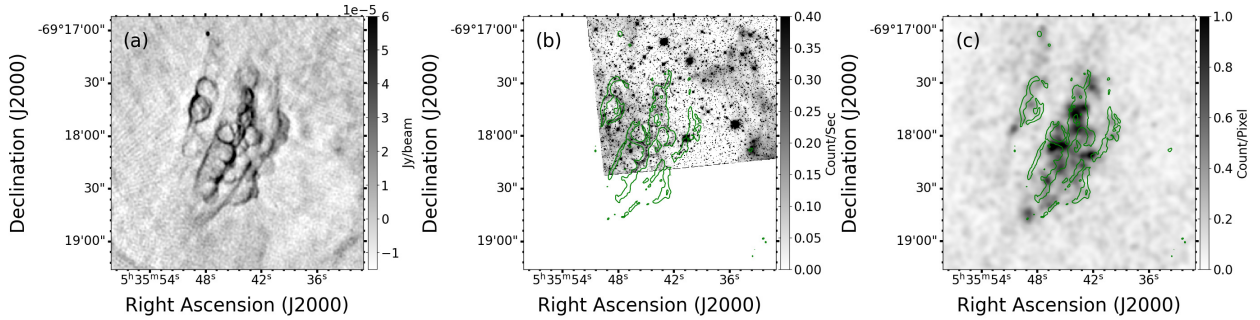 1e−5
(a)
-69°17'00"
30"
18'00"
30"
19'00"
5ʰ35ᵐ54ˢ 48ˢ 42ˢ 36ˢ
Right Ascension (J2000)
Declination (J2000)
6
5
4
3
2
1
0
−1
Jy/beam
(b)
-69°17'00"
30"
18'00"
30"
19'00"
5ʰ35ᵐ54ˢ 48ˢ 42ˢ 36ˢ
Right Ascension (J2000)
Declination (J2000)
0.40
0.35
0.30
0.25
0.20
0.15
0.10
0.05
0.00
Count/Sec
(c)
-69°17'00"
30"
18'00"
30"
19'00"
5ʰ35ᵐ54ˢ 48ˢ 42ˢ 36ˢ
Right Ascension (J2000)
Declination (J2000)
1.0
0.8
0.6
0.4
0.2
0.0
Count/Pixel